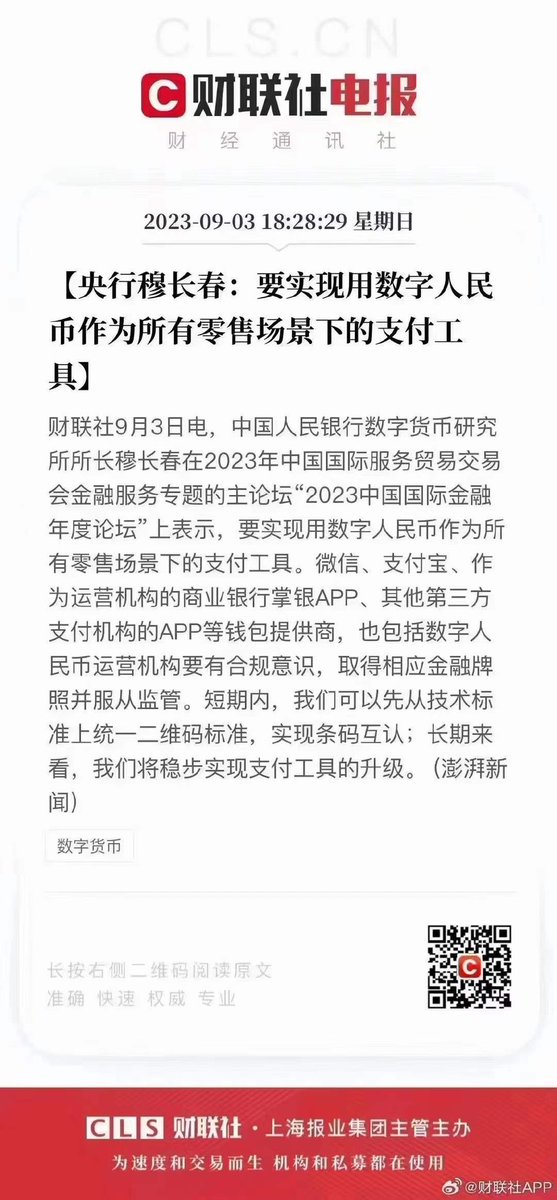 CLS.CN
C 财联社电报
财经通讯社
2023-09-03 18:28:29 星期日
【央行穆长春：要实现用数字人民
币作为所有零售场景下的支付工
具】
财联社9月3日电，中国人民银行数字货币研究
所所长穆长春在2023年中国国际服务贸易交易
会金融服务专题的主论坛“2023中国国际金融
年度论坛”上表示，要实现用数字人民币作为所
有零售场景下的支付工具。微信、支付宝、作
为运营机构的商业银行掌银APP、其他第三方
支付机构的APP等钱包提供商，也包括数字人
民币运营机构要有合规意识，取得相应金融牌
照并服从监管。短期内，我们可以先从技术标
准上统一二维码标准，实现条码互认；长期来
看，我们将稳步实现支付工具的升级。（澎湃新
闻）
数字货币
长按右侧二维码阅读原文
准确 快速 权威 专业
C
CLS 财联社·上海报业集团主管主办
为速度和交易而生 机构和私募都在使用
@财联社APP